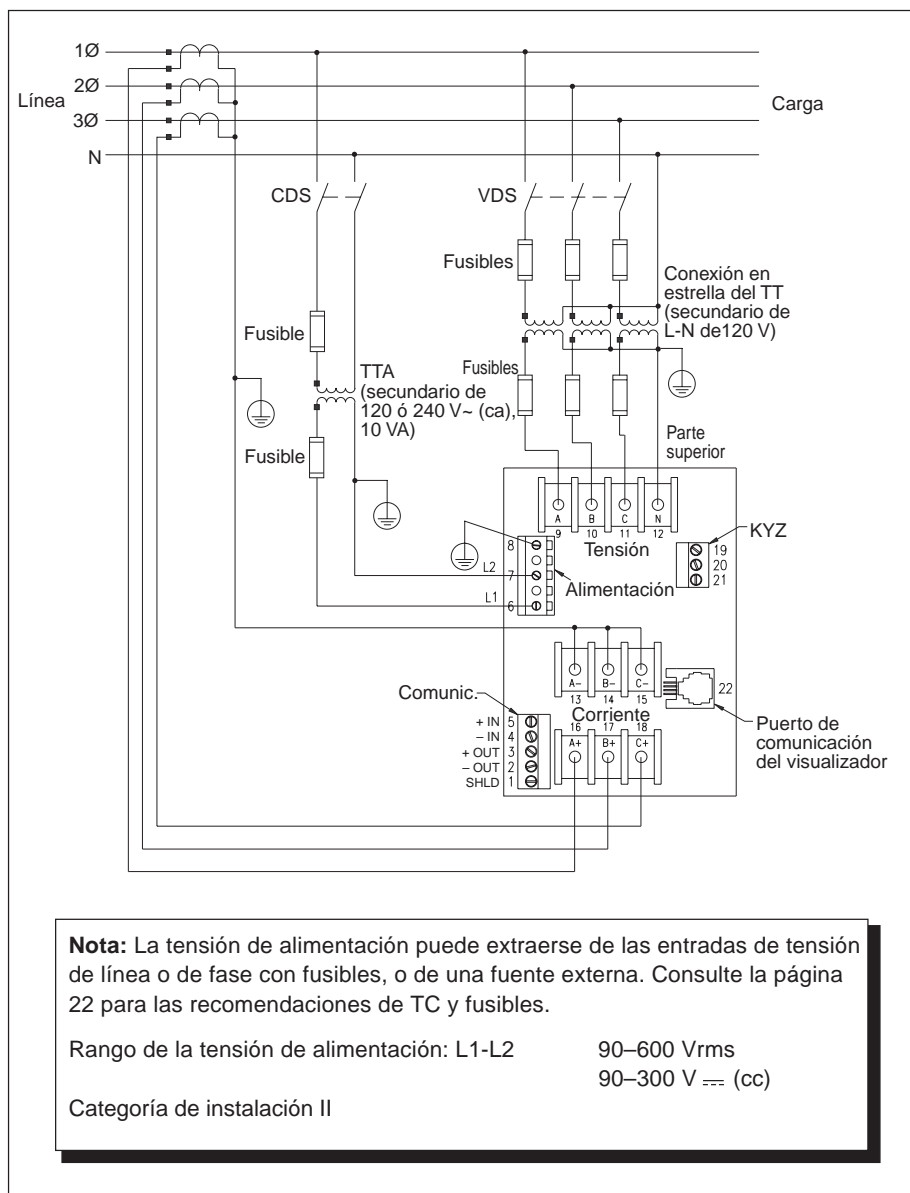 1Ø
2Ø
Línea
3Ø
N
Carga
CDS
VDS
Fusibles
Conexión en
estrella del TT
(secundario de
L-N de120 V)
Fusible
TTA
(secundario de
120 ó 240 V~ (ca),
10 VA)
Fusibles
Fusible
Parte
superior
A B C N
9 10 11 12
Tensión
KYZ
19
20
21
8
L2
7
Alimentación
L1
6
A- B- C-
13 14 15
22
Comunic.
Corriente
16 17 18
A+ B+ C+
+ IN 5
– IN 4
+ OUT 3
– OUT 2
SHLD 1
Puerto de
comunicación
del visualizador
Nota: La tensión de alimentación puede extraerse de las entradas de tensión
de línea o de fase con fusibles, o de una fuente externa. Consulte la página
22 para las recomendaciones de TC y fusibles.
Rango de la tensión de alimentación: L1-L2 90–600 Vrms
90–300 V ⎓ (cc)
Categoría de instalación II